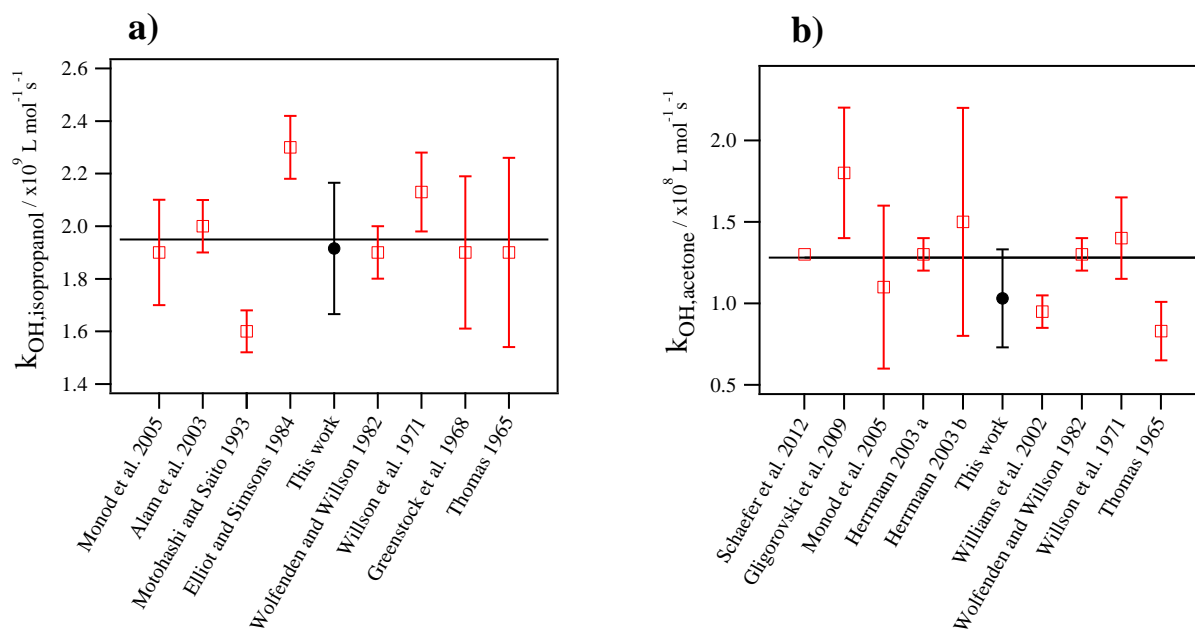 a)
k_OH,isopropanol / x10^9 L mol^-1 s^-1
2.6
2.4
2.2
2.0
1.8
1.6
1.4
Monod et al. 2005
Alam et al. 2003
Motohashi and Saito 1993
Elliot and Simsons 1984
This work
Wolfenden and Willson 1982
Willson et al. 1971
Greenstock et al. 1968
Thomas 1965
b)
k_OH,acetone / x10^8 L mol^-1 s^-1
2.0
1.5
1.0
0.5
Schaefer et al. 2012
Gligorovski et al. 2009
Monod et al. 2005
Herrmann 2003 a
Herrmann 2003 b
This work
Williams et al. 2002
Wolfenden and Willson 1982
Willson et al. 1971
Thomas 1965